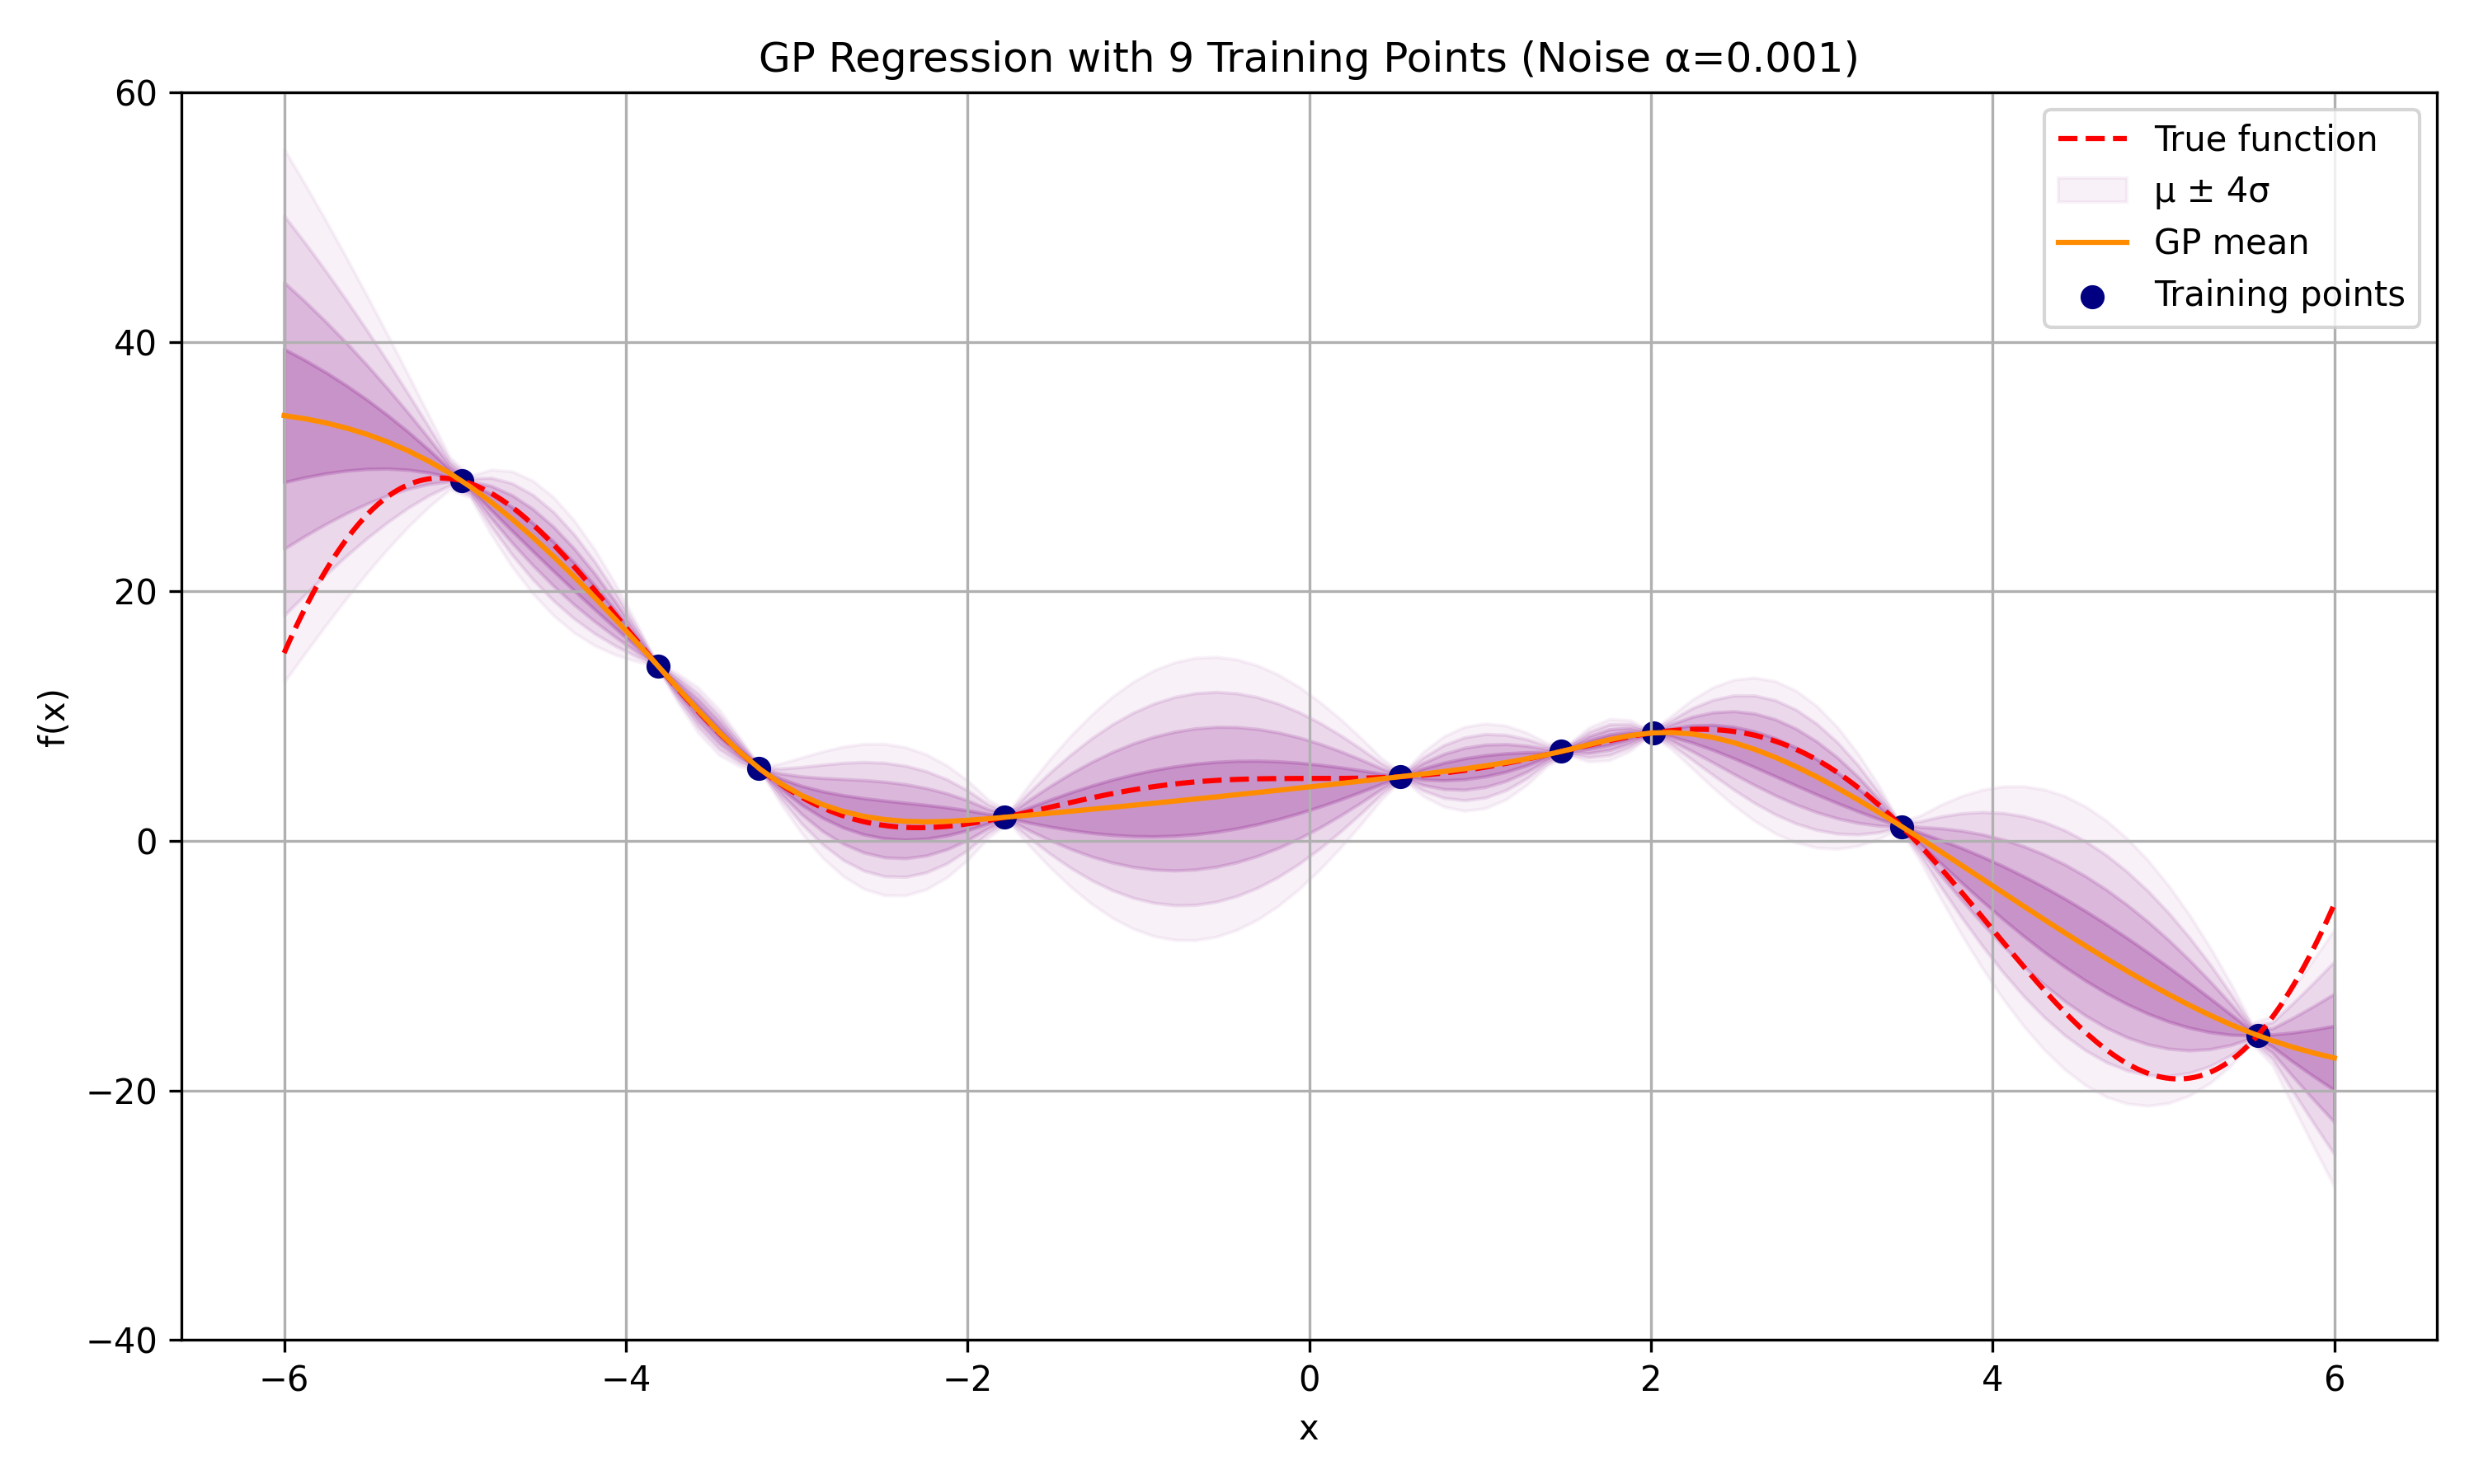 GP Regression with 9 Training Points (Noise α=0.001)
True function
μ ± 4σ
GP mean
Training points
60
40
20
0
−20
−40
f(x)
−6
−4
−2
0
2
4
6
x